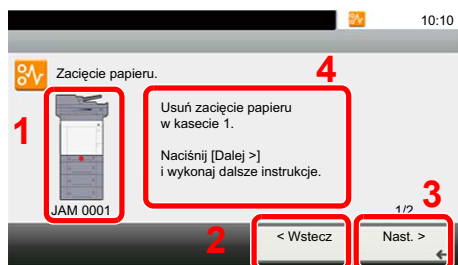 10:10
Zacięcie papieru.
4
1
Usuń zacięcie papieru
w kasecie 1.
Naciśnij [Dalej >]
i wykonaj dalsze instrukcje.
JAM 0001
3
1/2
2
< Wstecz
Nast. >